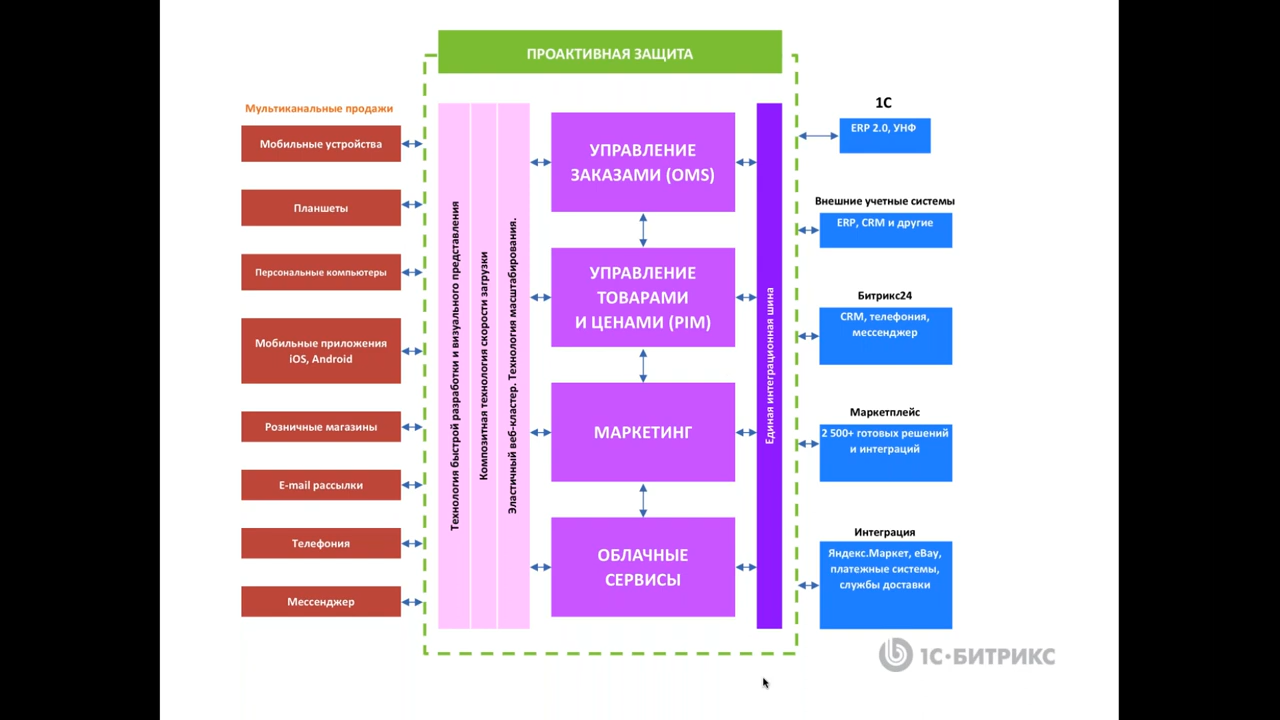 ПРОАКТИВНАЯ ЗАЩИТА
Мультиканальные продажи
Мобильные устройства
Планшеты
Персональные компьютеры
Мобильные приложения
iOS, Android
Розничные магазины
E-mail рассылки
Телефония
Мессенджер
Технология быстрой разработки и визуального представления
Композитная технология скорости загрузки
Эластичный веб-кластер. Технология масштабирования.
УПРАВЛЕНИЕ
ЗАКАЗАМИ (OMS)
УПРАВЛЕНИЕ
ТОВАРАМИ
И ЦЕНАМИ (PIM)
МАРКЕТИНГ
ОБЛАЧНЫЕ
СЕРВИСЫ
Единая интеграционная шина
1С
ERP 2.0, УНФ
Внешние учетные системы
ERP, CRM и другие
Битрикс24
CRM, телефония,
мессенджер
Маркетплейс
2 500+ готовых решений
и интеграций
Интеграция
Яндекс.Маркет, eBay,
платежные системы,
службы доставки
1С·БИТРИКС